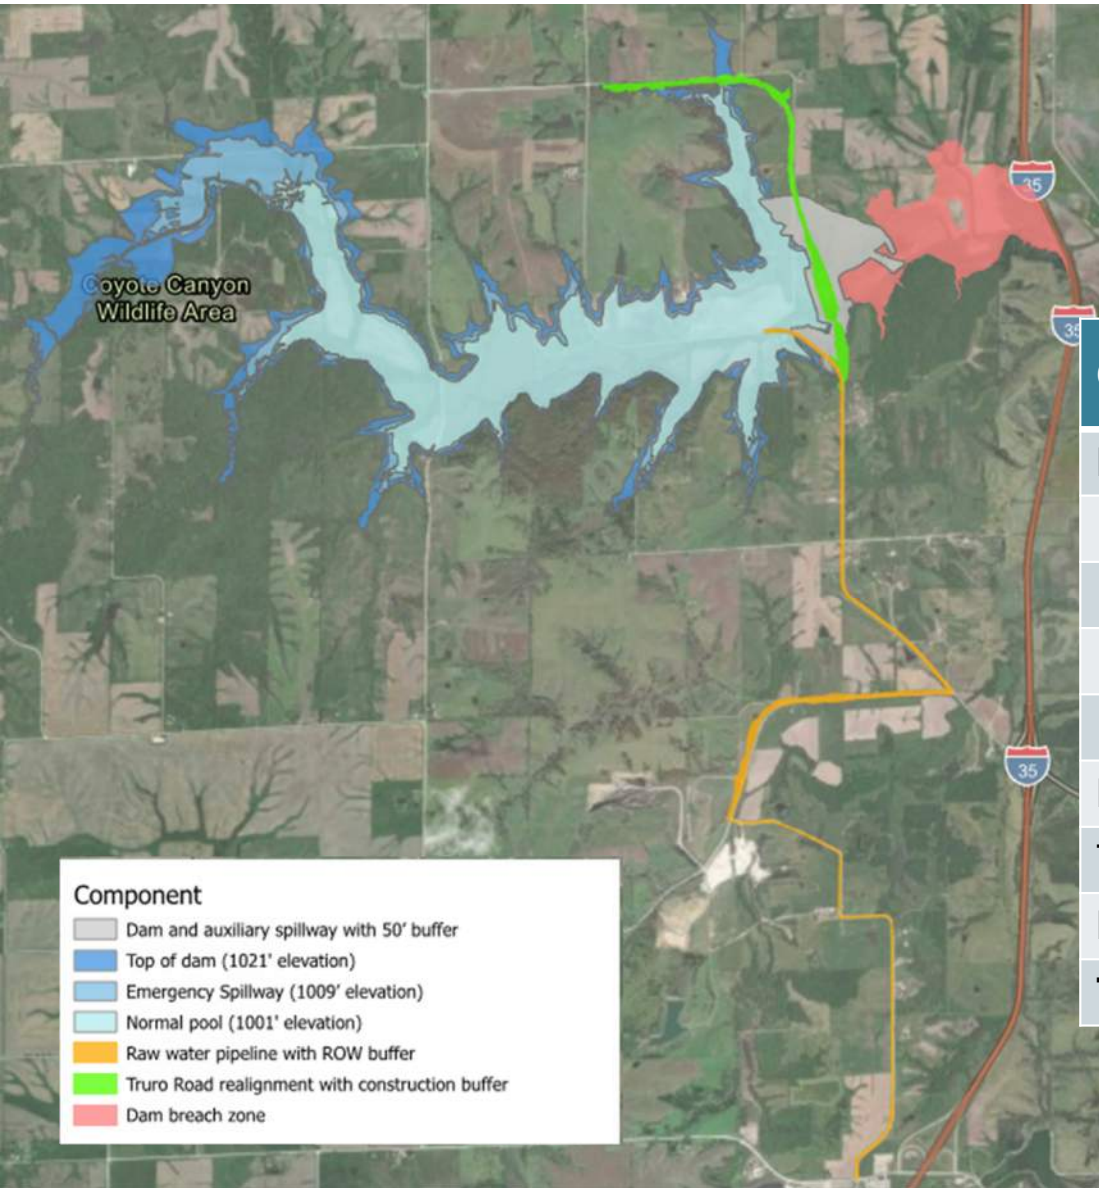 35
Coyote Canyon
Wildlife Area
35
35
Component
Dam and auxiliary spillway with 50' buffer
Top of dam (1021' elevation)
Emergency Spillway (1009' elevation)
Normal pool (1001' elevation)
Raw water pipeline with ROW buffer
Truro Road realignment with construction buffer
Dam breach zone